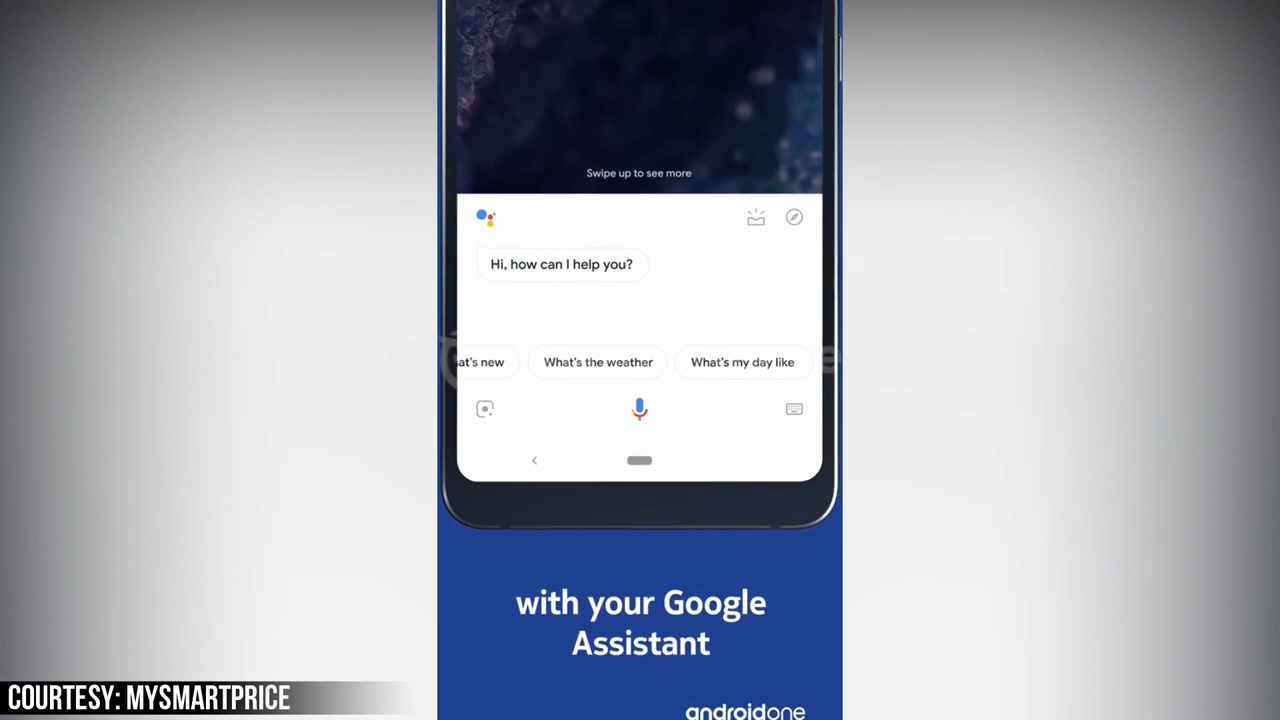 Swipe up to see more
Hi, how can I help you?
at's new
What's the weather
What's my day like
with your Google
Assistant
androidone
COURTESY: MYSMARTPRICE